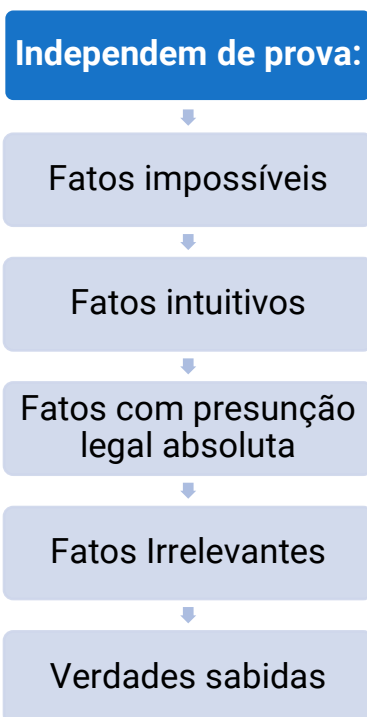 Independem de prova:
Fatos impossíveis
Fatos intuitivos
Fatos com presunção
legal absoluta
Fatos Irrelevantes
Verdades sabidas